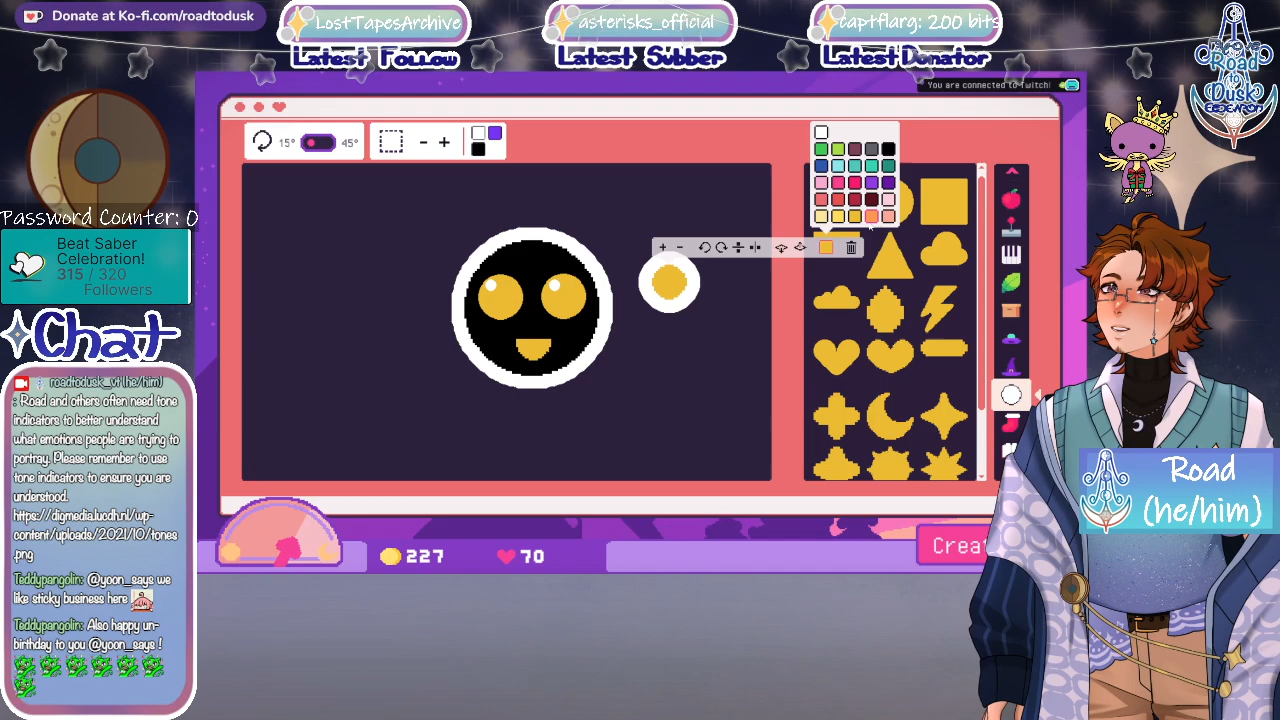 Donate at Ko-fi.com/roadtodusk
LostTapesArchive
Latest Follow
asterisks_official
Latest Subber
captflarg: 200 bits
Latest Donator
Road
to
Dusk
You are connected to Twitch!
15°
45°
Password Counter: 0
Beat Saber
Celebration!
315 / 320
Followers
Chat
roadtodusk_vt (he/him)
: Road and others often need tone
indicators to better understand
what emotions people are trying to
portray. Please remember to use
tone indicators to ensure you are
understood.
https://digmedia.lucdh.nl/wp-
content/uploads/2021/10/tones
.png
Teddypangolin: @yoon_says we
like sticky business here
Teddypangolin: Also happy un-
birthday to you @yoon_says !
227
70
Creat
Road
(he/him)